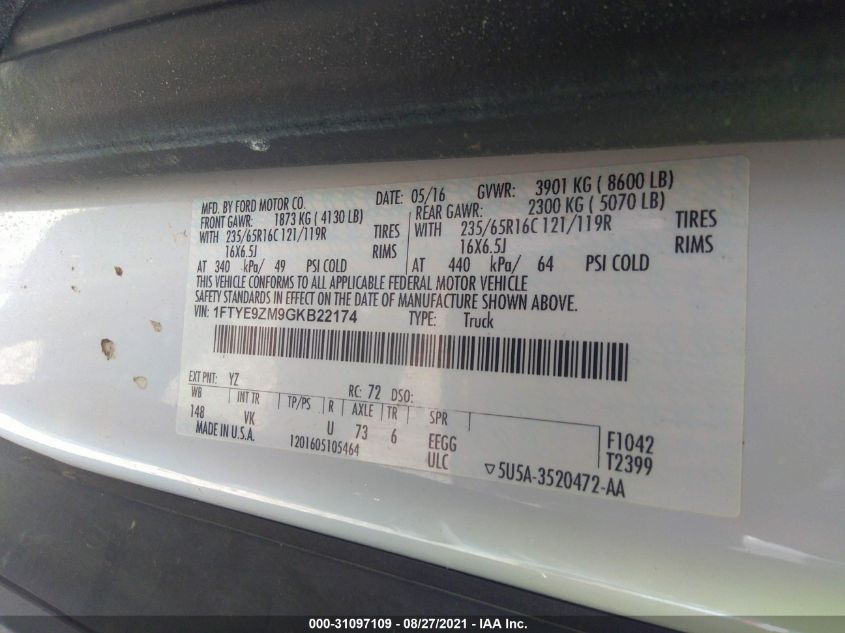 MFD. BY FORD MOTOR CO. DATE: 05/16 GVWR: 3901 KG ( 8600 LB)
FRONT GAWR: 1873 KG ( 4130 LB) REAR GAWR: 2300 KG ( 5070 LB)
WITH 235/65R16C 121/119R TIRES WITH 235/65R16C 121/119R TIRES
16X6.5J RIMS 16X6.5J RIMS
AT 340 kPa/ 49 PSI COLD AT 440 kPa/ 64 PSI COLD
THIS VEHICLE CONFORMS TO ALL APPLICABLE FEDERAL MOTOR VEHICLE
SAFETY STANDARDS IN EFFECT ON THE DATE OF MANUFACTURE SHOWN ABOVE.
VIN: 1FTYE9ZM9GKB22174 TYPE: Truck
EXT PNT: YZ RC: 72 DSO:
WB INT TR TP/PS R AXLE TR SPR
148 VK U 73 6 EEGG F1042
MADE IN U.S.A. 1201605105464 ULC T2399
▽5U5A-3520472-AA
000-31097109 - 08/27/2021 - IAA Inc.